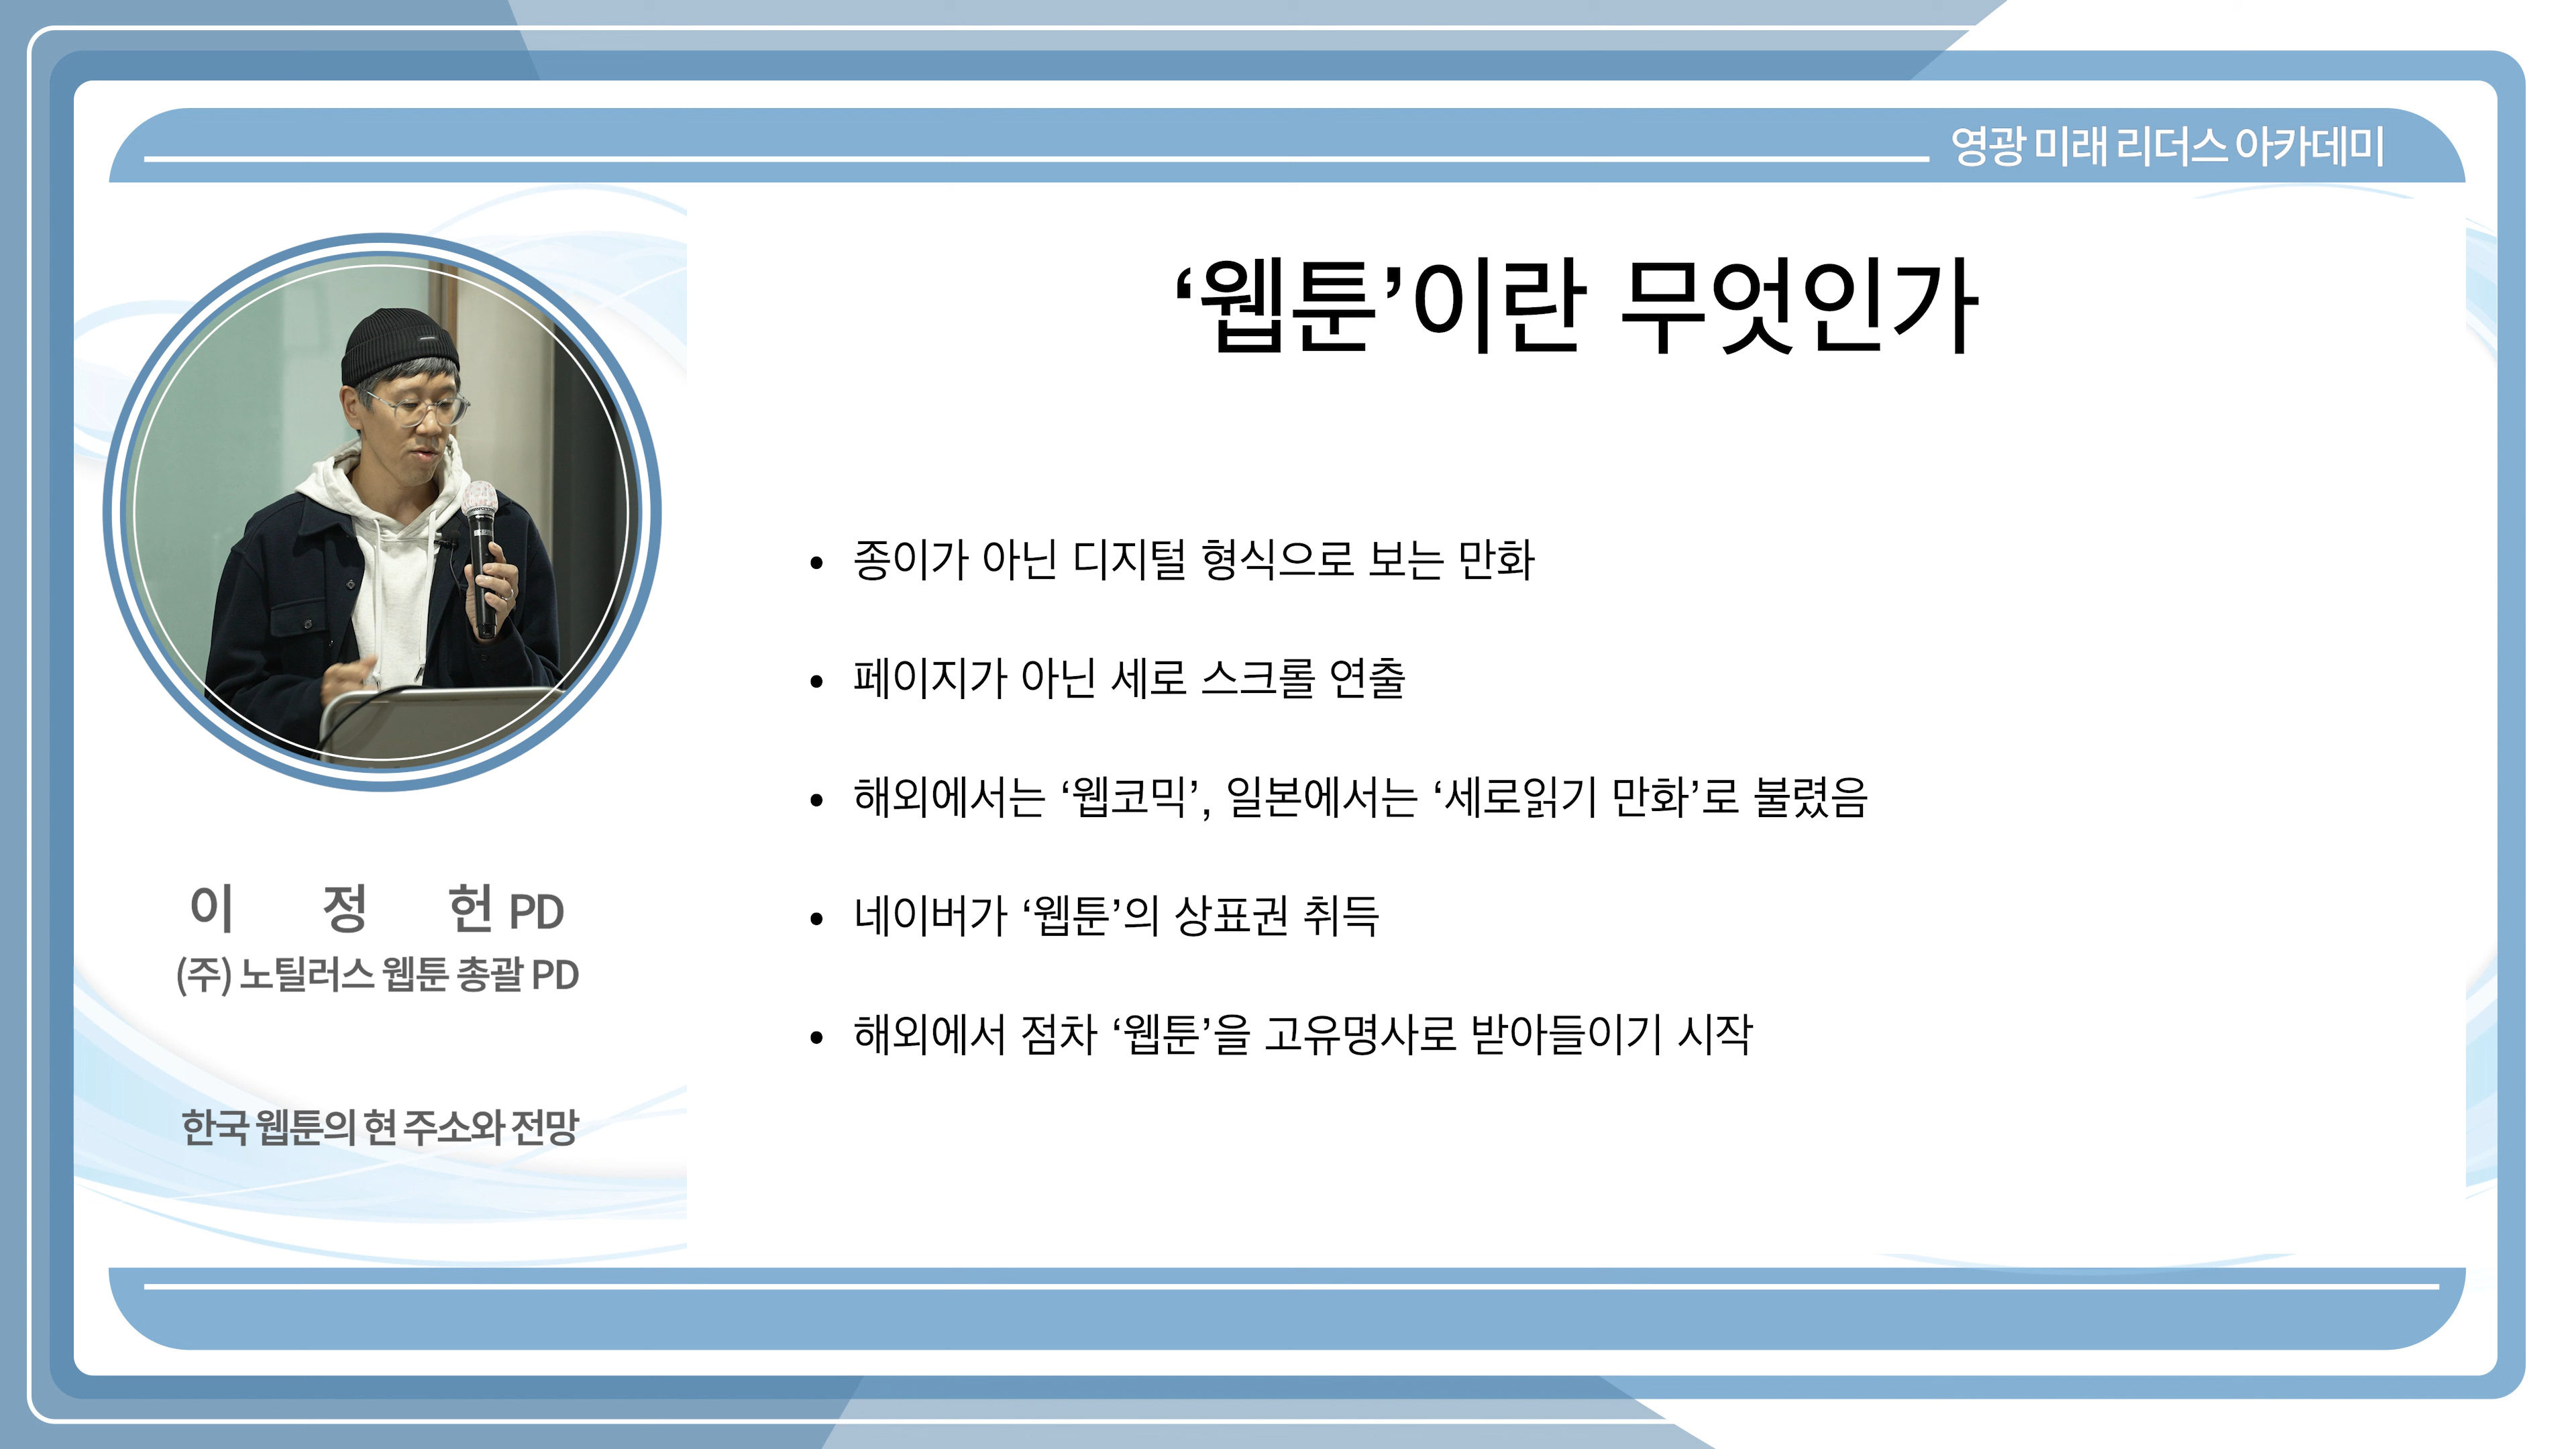 영광 미래 리더스 아카데미
‘웹툰’이란 무엇인가
• 종이가 아닌 디지털 형식으로 보는 만화
• 페이지가 아닌 세로 스크롤 연출
• 해외에서는 ‘웹코믹’, 일본에서는 ‘세로읽기 만화’로 불렸음
• 네이버가 ‘웹툰’의 상표권 취득
• 해외에서 점차 ‘웹툰’을 고유명사로 받아들이기 시작
이 정 헌 PD
(주) 노틸러스 웹툰 총괄 PD
한국 웹툰의 현 주소와 전망